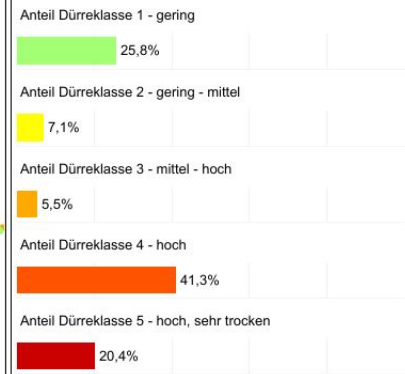 Anteil Dürreklasse 1 - gering
25,8%
Anteil Dürreklasse 2 - gering - mittel
7,1%
Anteil Dürreklasse 3 - mittel - hoch
5,5%
Anteil Dürreklasse 4 - hoch
41,3%
Anteil Dürreklasse 5 - hoch, sehr trocken
20,4%